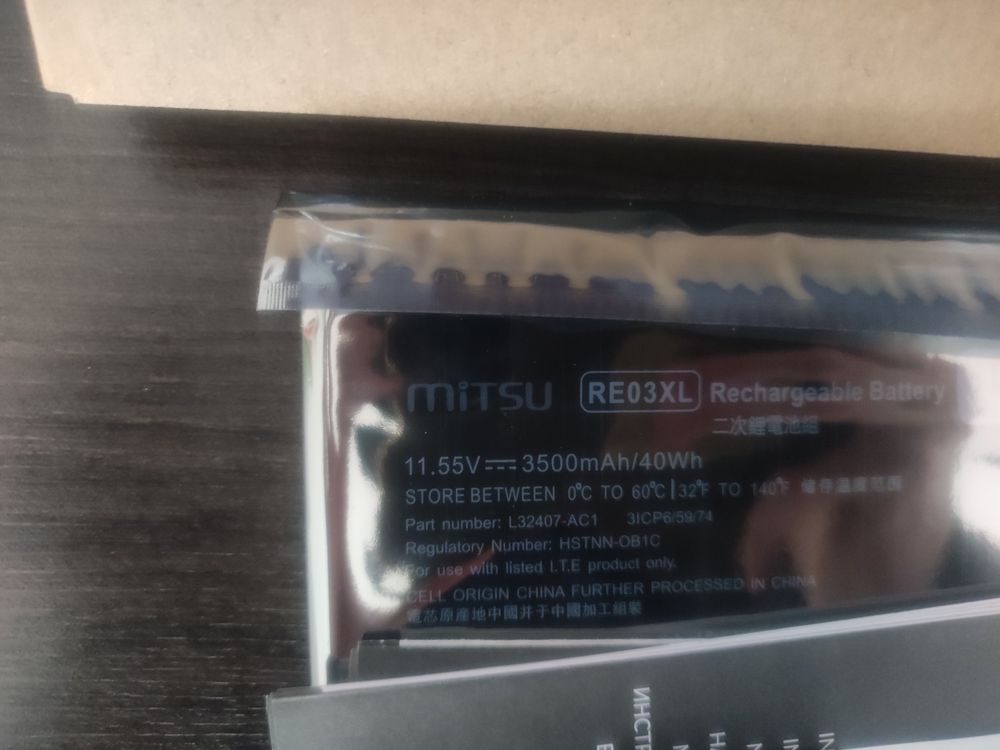 miTSU RE03XL Rechargeable Battery
二次鋰電池組
11.55V⎓3500mAh/40Wh
STORE BETWEEN 0°C TO 60°C|32°F TO 140°F 儲存溫度范围
Part number: L32407-AC1 3ICP6/59/74
Regulatory Number: HSTNN-OB1C
For use with listed I.T.E product only.
CELL ORIGIN CHINA FURTHER PROCESSED IN CHINA
電芯原産地中國并于中國加工組裝